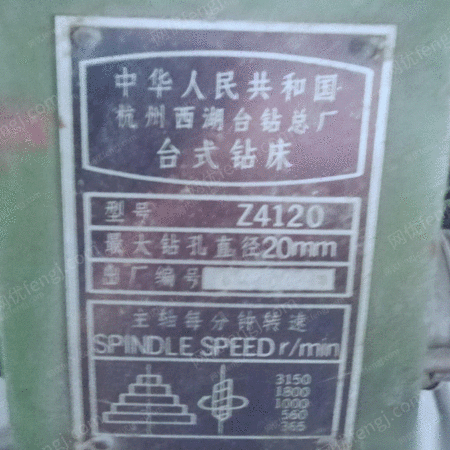 中华人民共和国
杭州西湖台钻总厂
台式钻床
型号 Z4120
最大钻孔直径20mm
出厂编号
主轴每分钟转速
SPINDLE SPEED r/min
3150
1800
1000
560
365